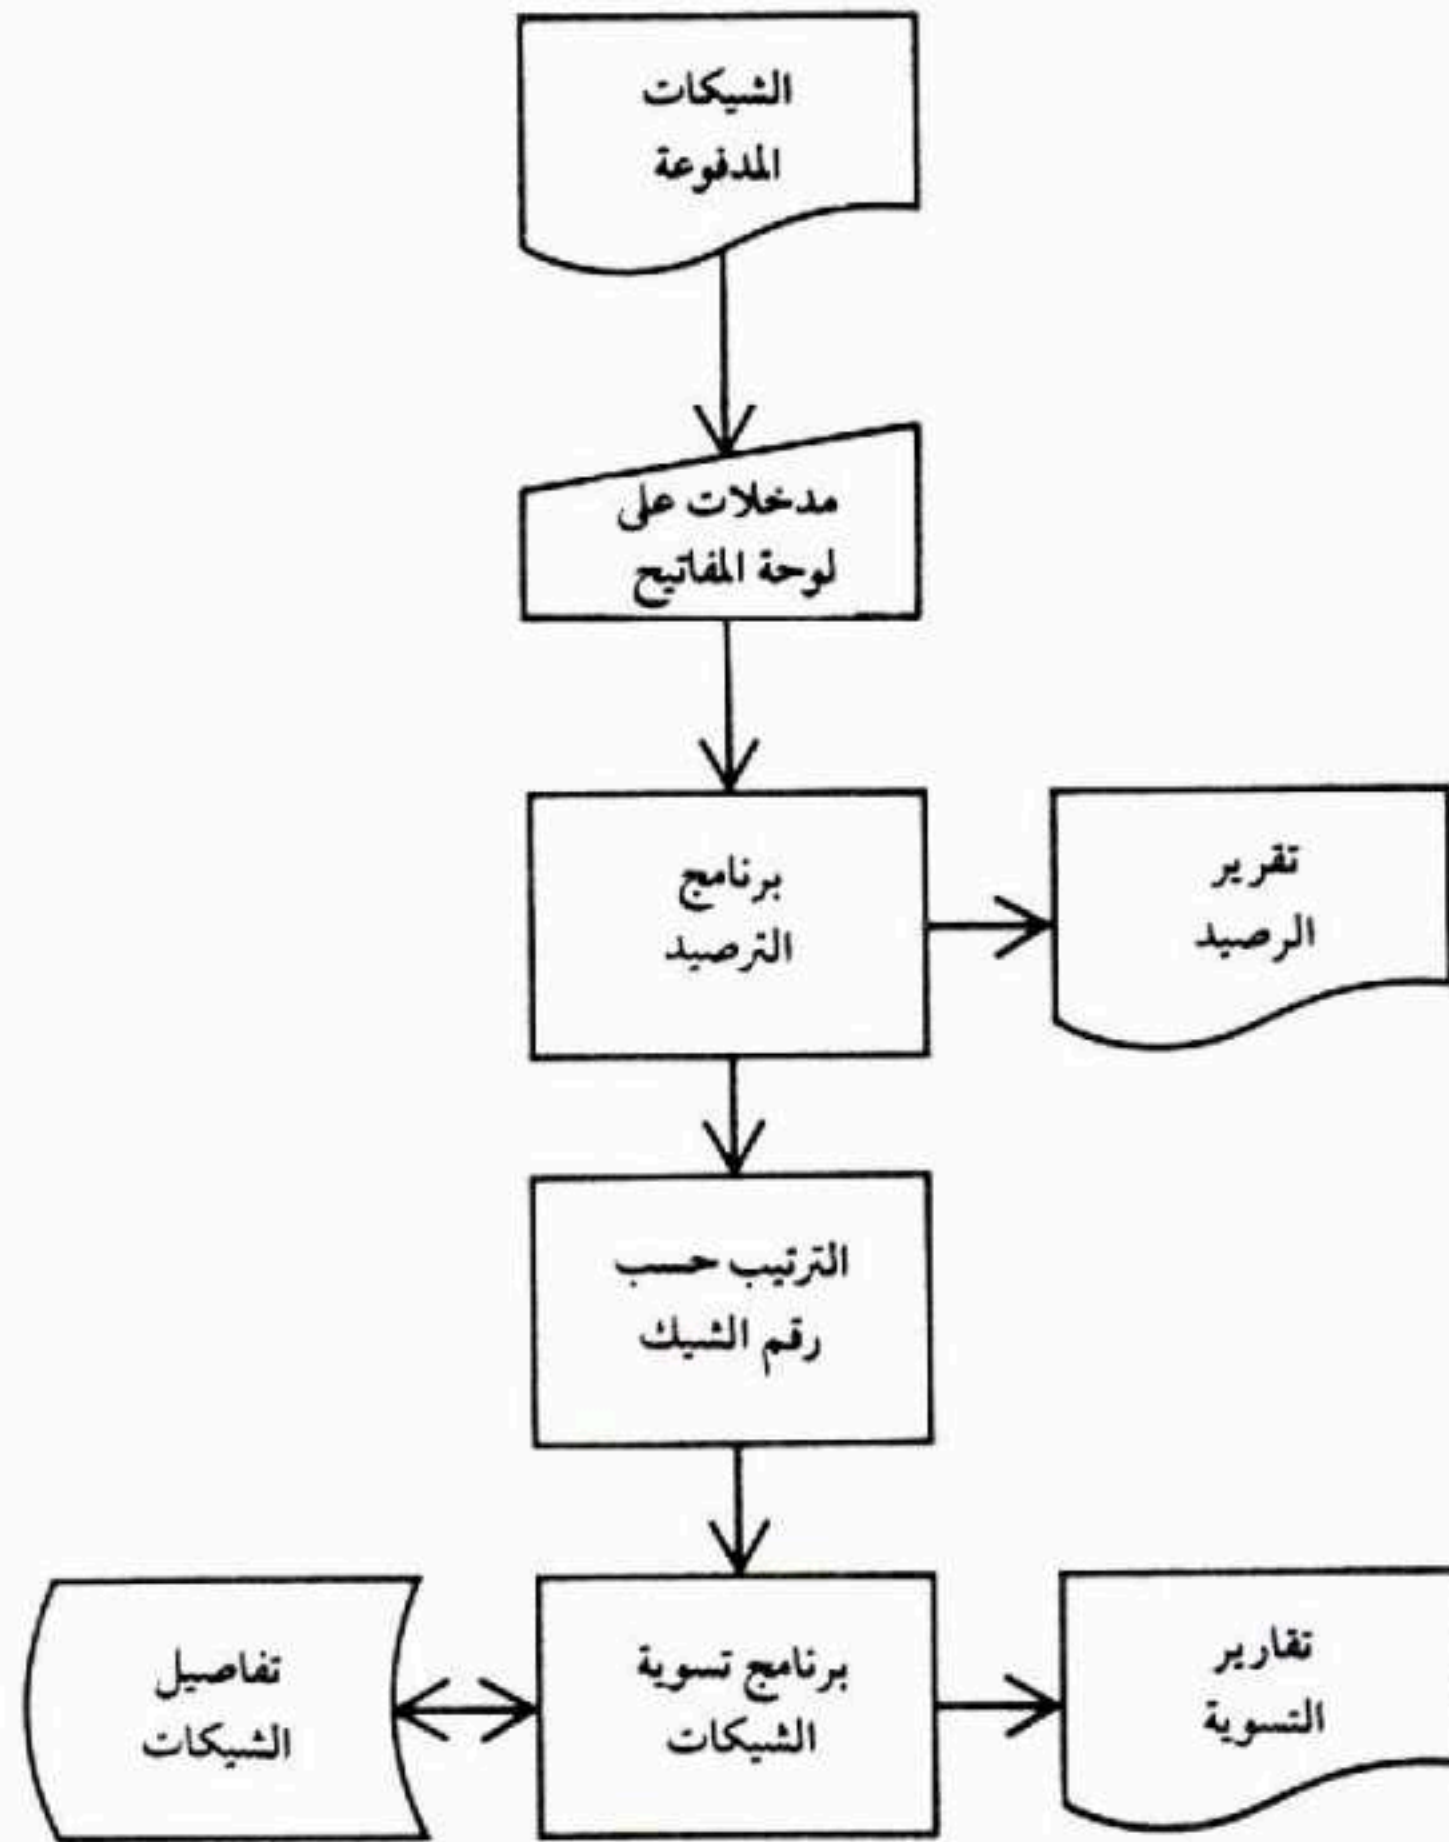 الشيكات
المدفوعة
مدخلات على
لوحة المفاتيح
برنامج
الترصيد
تقرير
الرصيد
الترتيب حسب
رقم الشيك
برنامج تسوية
الشيكات
تقارير
التسوية
تفاصيل
الشيكات